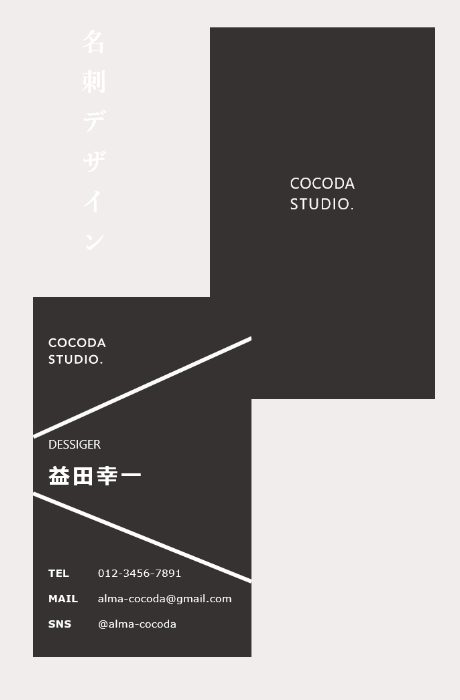 名刺デザイン
COCODA
STUDIO.
COCODA
STUDIO.
DESSIGER
益田幸一
TEL 012-3456-7891
MAIL alma-cocoda@gmail.com
SNS @alma-cocoda